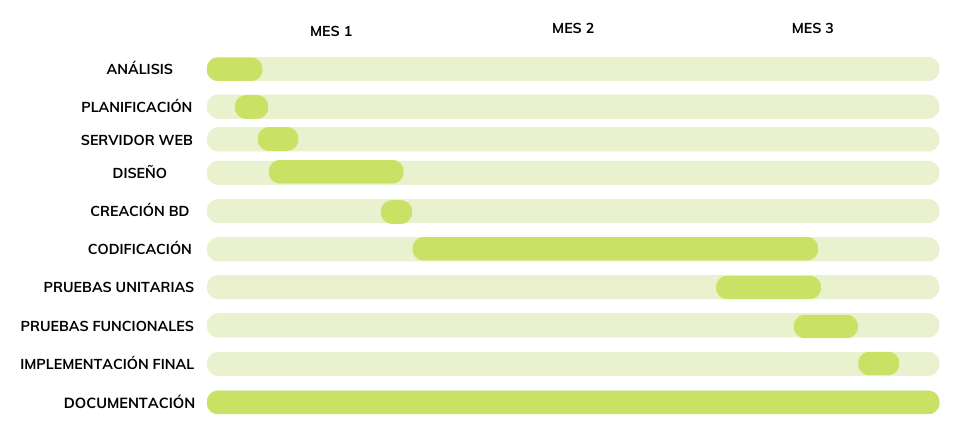 MES 1
MES 2
MES 3
ANÁLISIS
PLANIFICACIÓN
SERVIDOR WEB
DISEÑO
CREACIÓN BD
CODIFICACIÓN
PRUEBAS UNITARIAS
PRUEBAS FUNCIONALES
IMPLEMENTACIÓN FINAL
DOCUMENTACIÓN